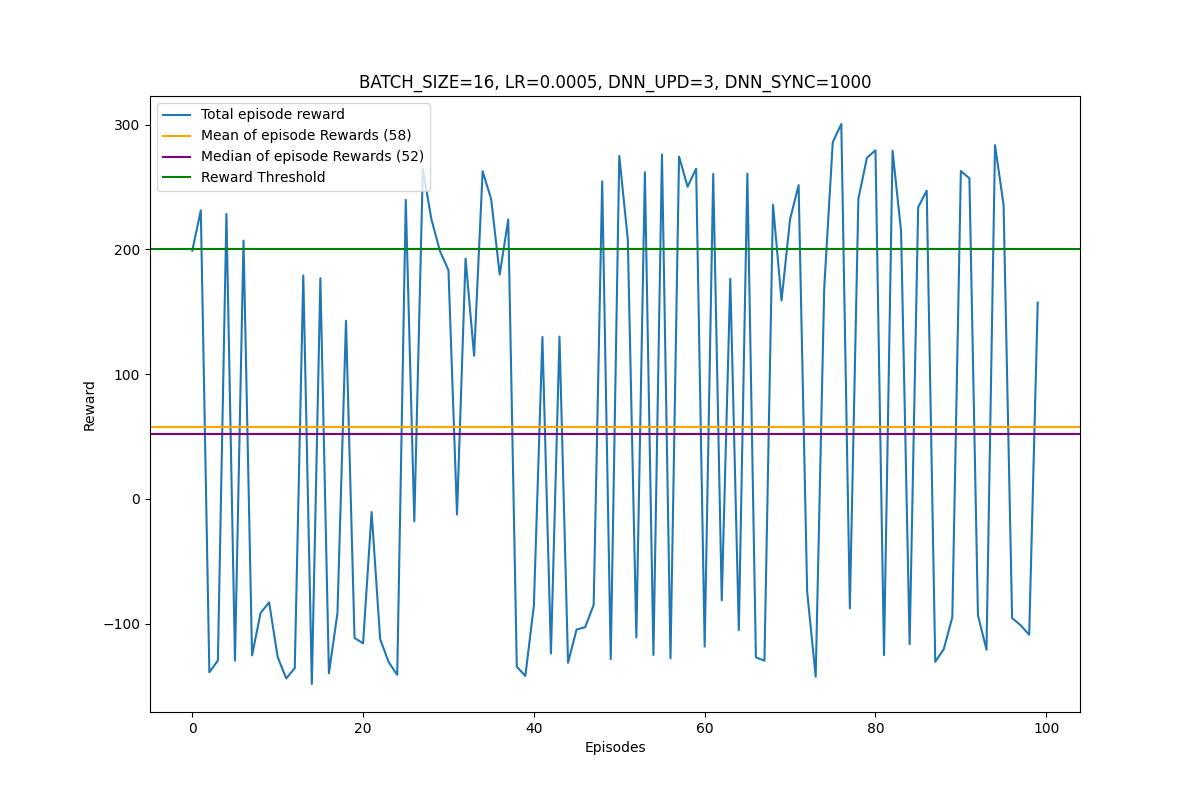 BATCH_SIZE=16, LR=0.0005, DNN_UPD=3, DNN_SYNC=1000
Total episode reward
Mean of episode Rewards (58)
Median of episode Rewards (52)
Reward Threshold
300
200
100
0
−100
Reward
0 20 40 60 80 100
Episodes